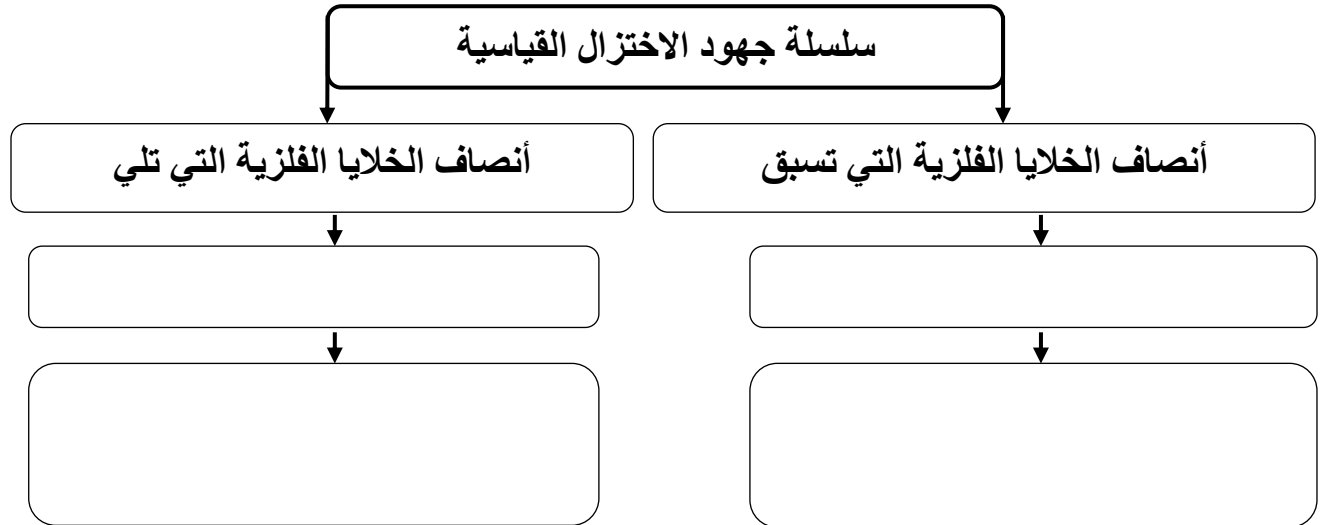 سلسلة جهود الاختزال القياسية
أنصاف الخلايا الفلزية التي تسبق
أنصاف الخلايا الفلزية التي تلي